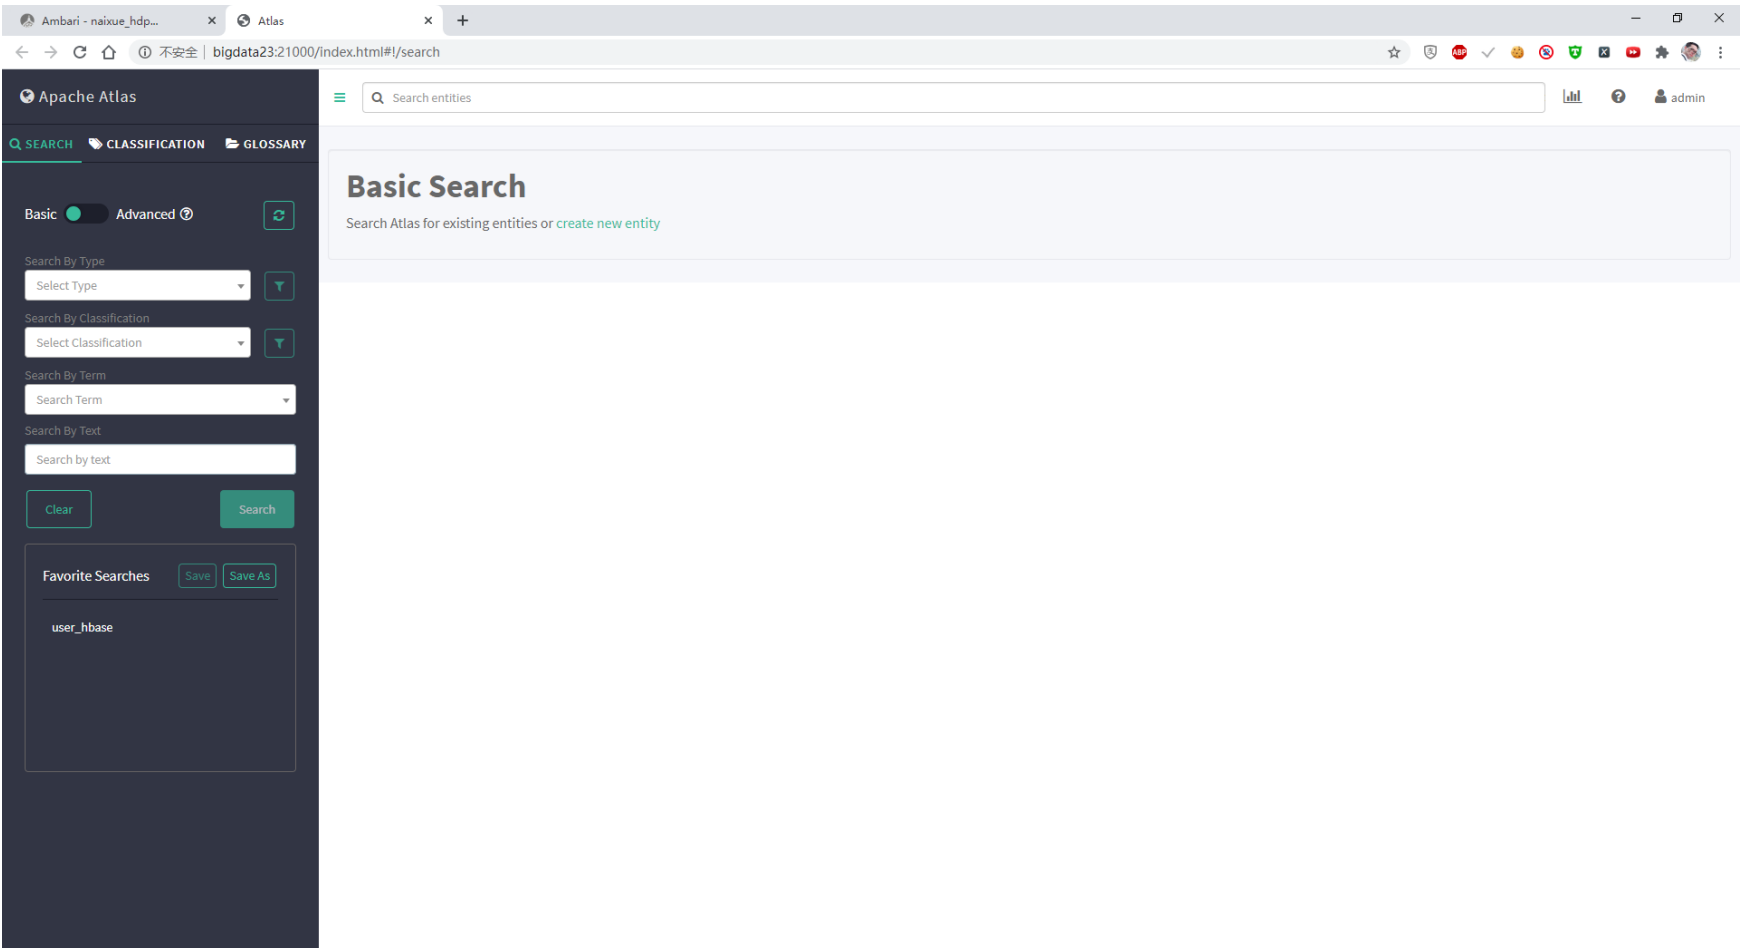 Ambari - naixue_hdp...
Atlas
不安全 | bigdata23:21000/index.html#!/search
ABP
Apache Atlas
Search entities
admin
SEARCH CLASSIFICATION GLOSSARY
Basic Search
Search Atlas for existing entities or create new entity
Basic Advanced
Search By Type
Select Type
Search By Classification
Select Classification
Search By Term
Search Term
Search By Text
Search by text
Clear Search
Favorite Searches Save Save As
user_hbase